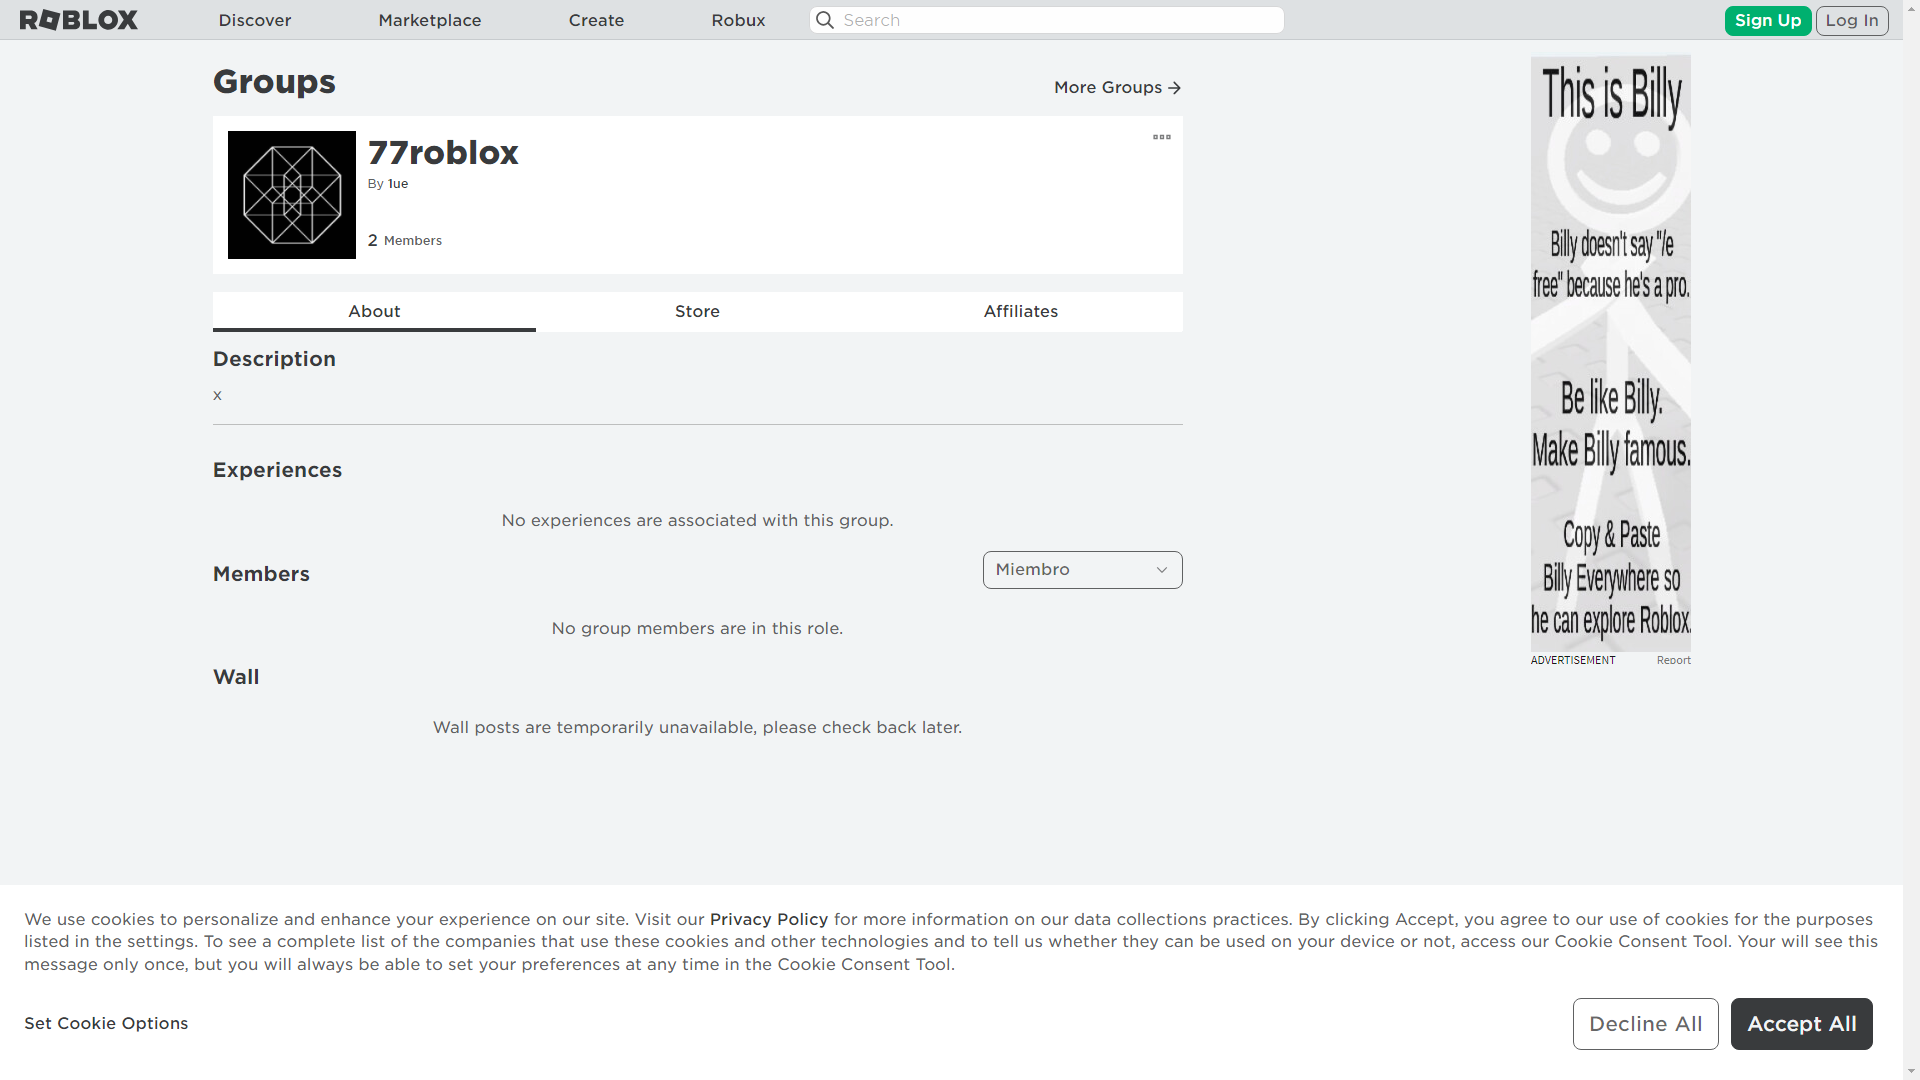 ROBLOX
Discover
Marketplace
Create
Robux
Search
Sign Up
Log In
Groups
More Groups
77roblox
By 1ue
2 Members
About
Store
Affiliates
Description
x
Experiences
No experiences are associated with this group.
Members
Miembro
No group members are in this role.
Wall
Wall posts are temporarily unavailable, please check back later.
This is Billy
Billy doesn't say "/e
free" because he's a pro.
Be like Billy.
Make Billy famous.
Copy & Paste
Billy Everywhere so
he can explore Roblox.
ADVERTISEMENT
Report
We use cookies to personalize and enhance your experience on our site. Visit our Privacy Policy for more information on our data collections practices. By clicking Accept, you agree to our use of cookies for the purposes
listed in the settings. To see a complete list of the companies that use these cookies and other technologies and to tell us whether they can be used on your device or not, access our Cookie Consent Tool. Your will see this
message only once, but you will always be able to set your preferences at any time in the Cookie Consent Tool.
Set Cookie Options
Decline All
Accept All